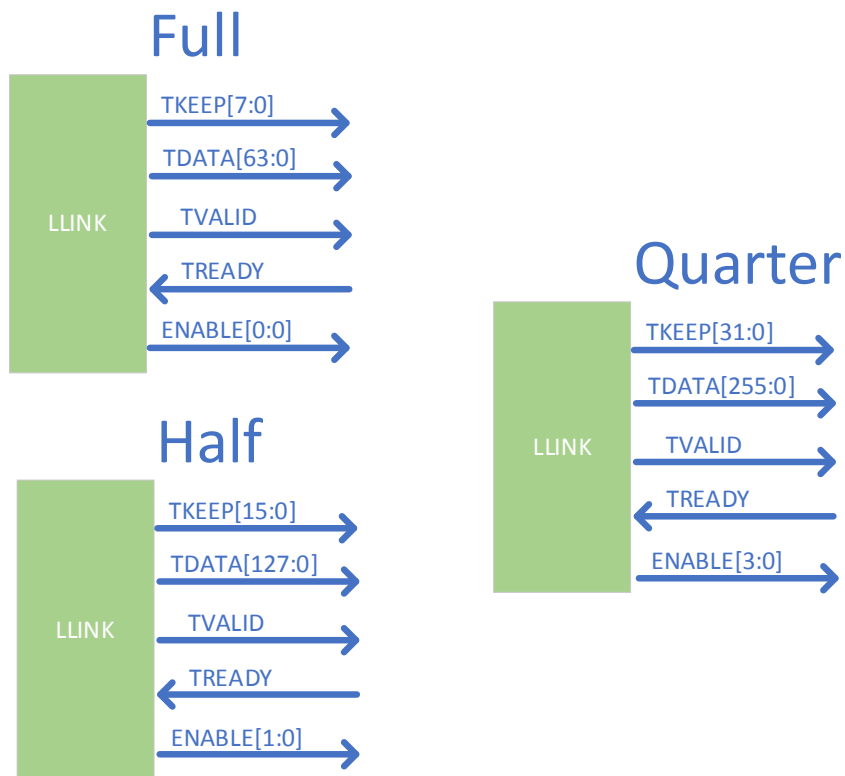 Full
TKEEP[7:0]
TDATA[63:0]
LLINK
TVALID
TREADY
ENABLE[0:0]
Half
TKEEP[15:0]
TDATA[127:0]
LLINK
TVALID
TREADY
ENABLE[1:0]
Quarter
TKEEP[31:0]
TDATA[255:0]
LLINK
TVALID
TREADY
ENABLE[3:0]